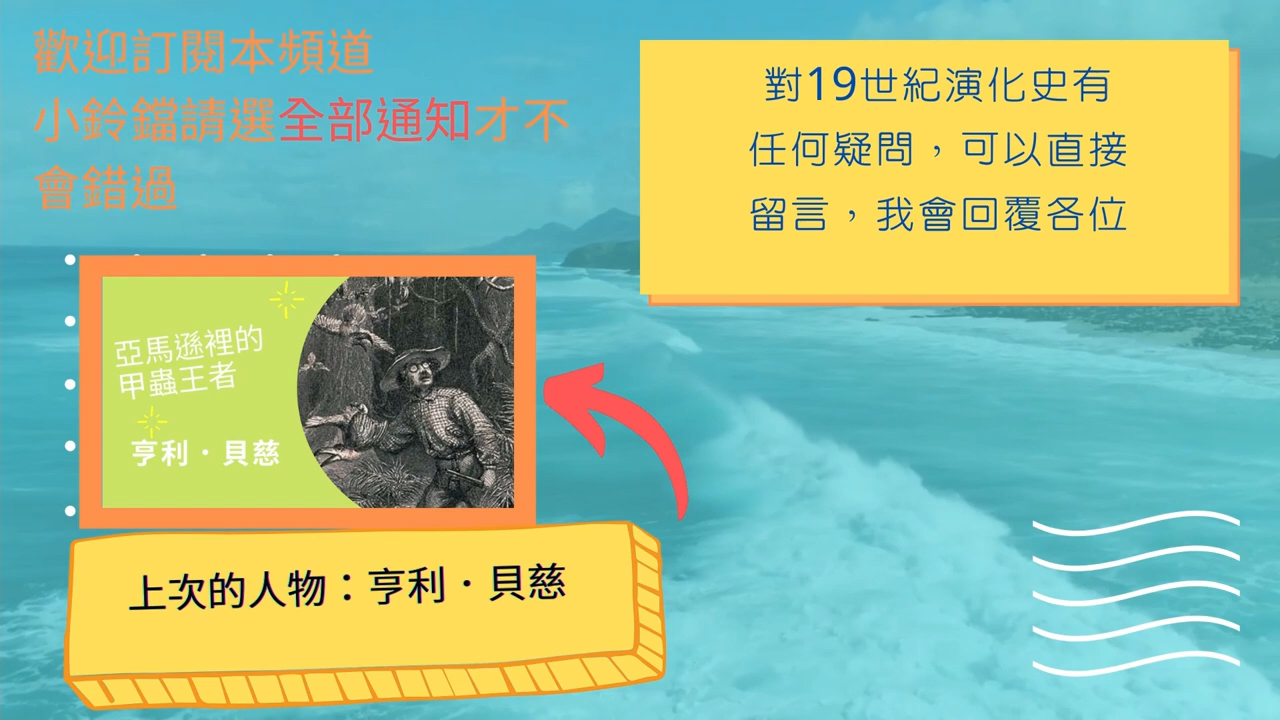 歡迎訂閱本頻道
小鈴鐺請選全部通知才不
會錯過
對19世紀演化史有
任何疑問，可以直接
留言，我會回覆各位
亞馬遜裡的
甲蟲王者
亨利·貝慈
上次的人物：亨利·貝慈